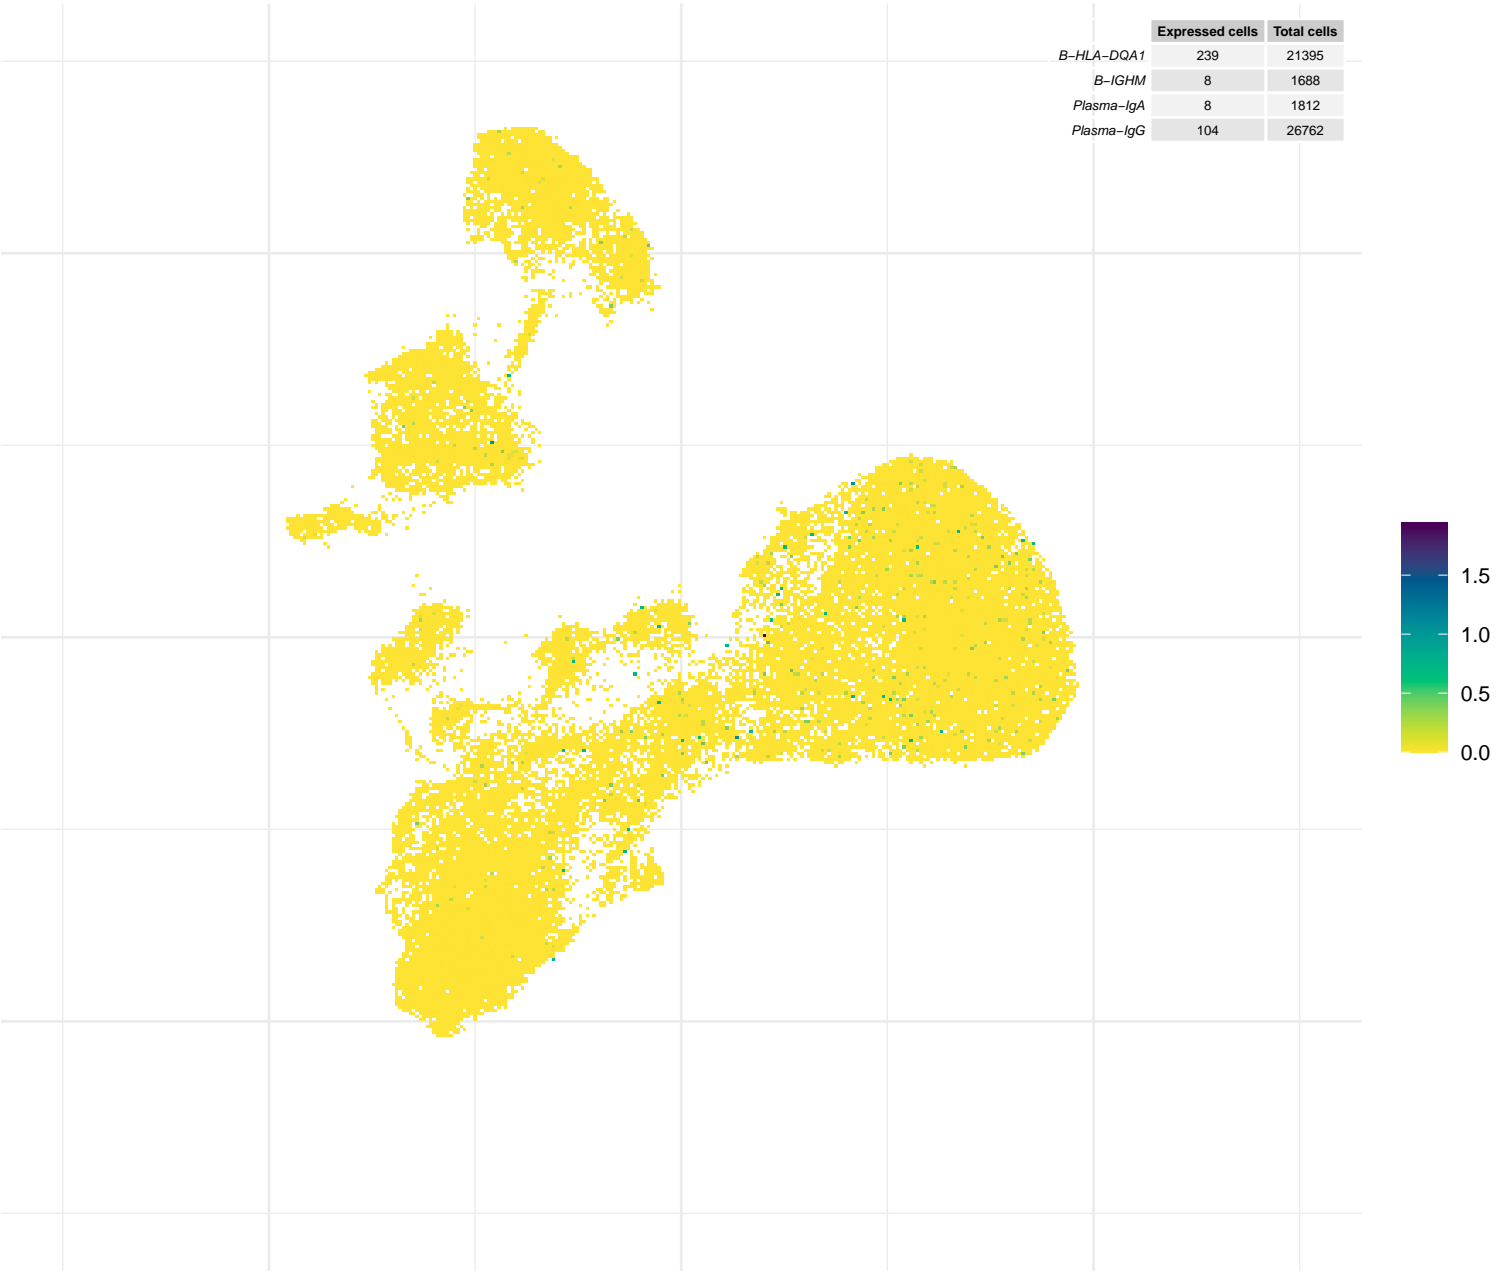 Expressed cells Total cells
B−HLA−DQA1 239 21395
B−IGHM 8 1688
Plasma−IgA 8 1812
Plasma−IgG 104 26762
1.5
1.0
0.5
0.0